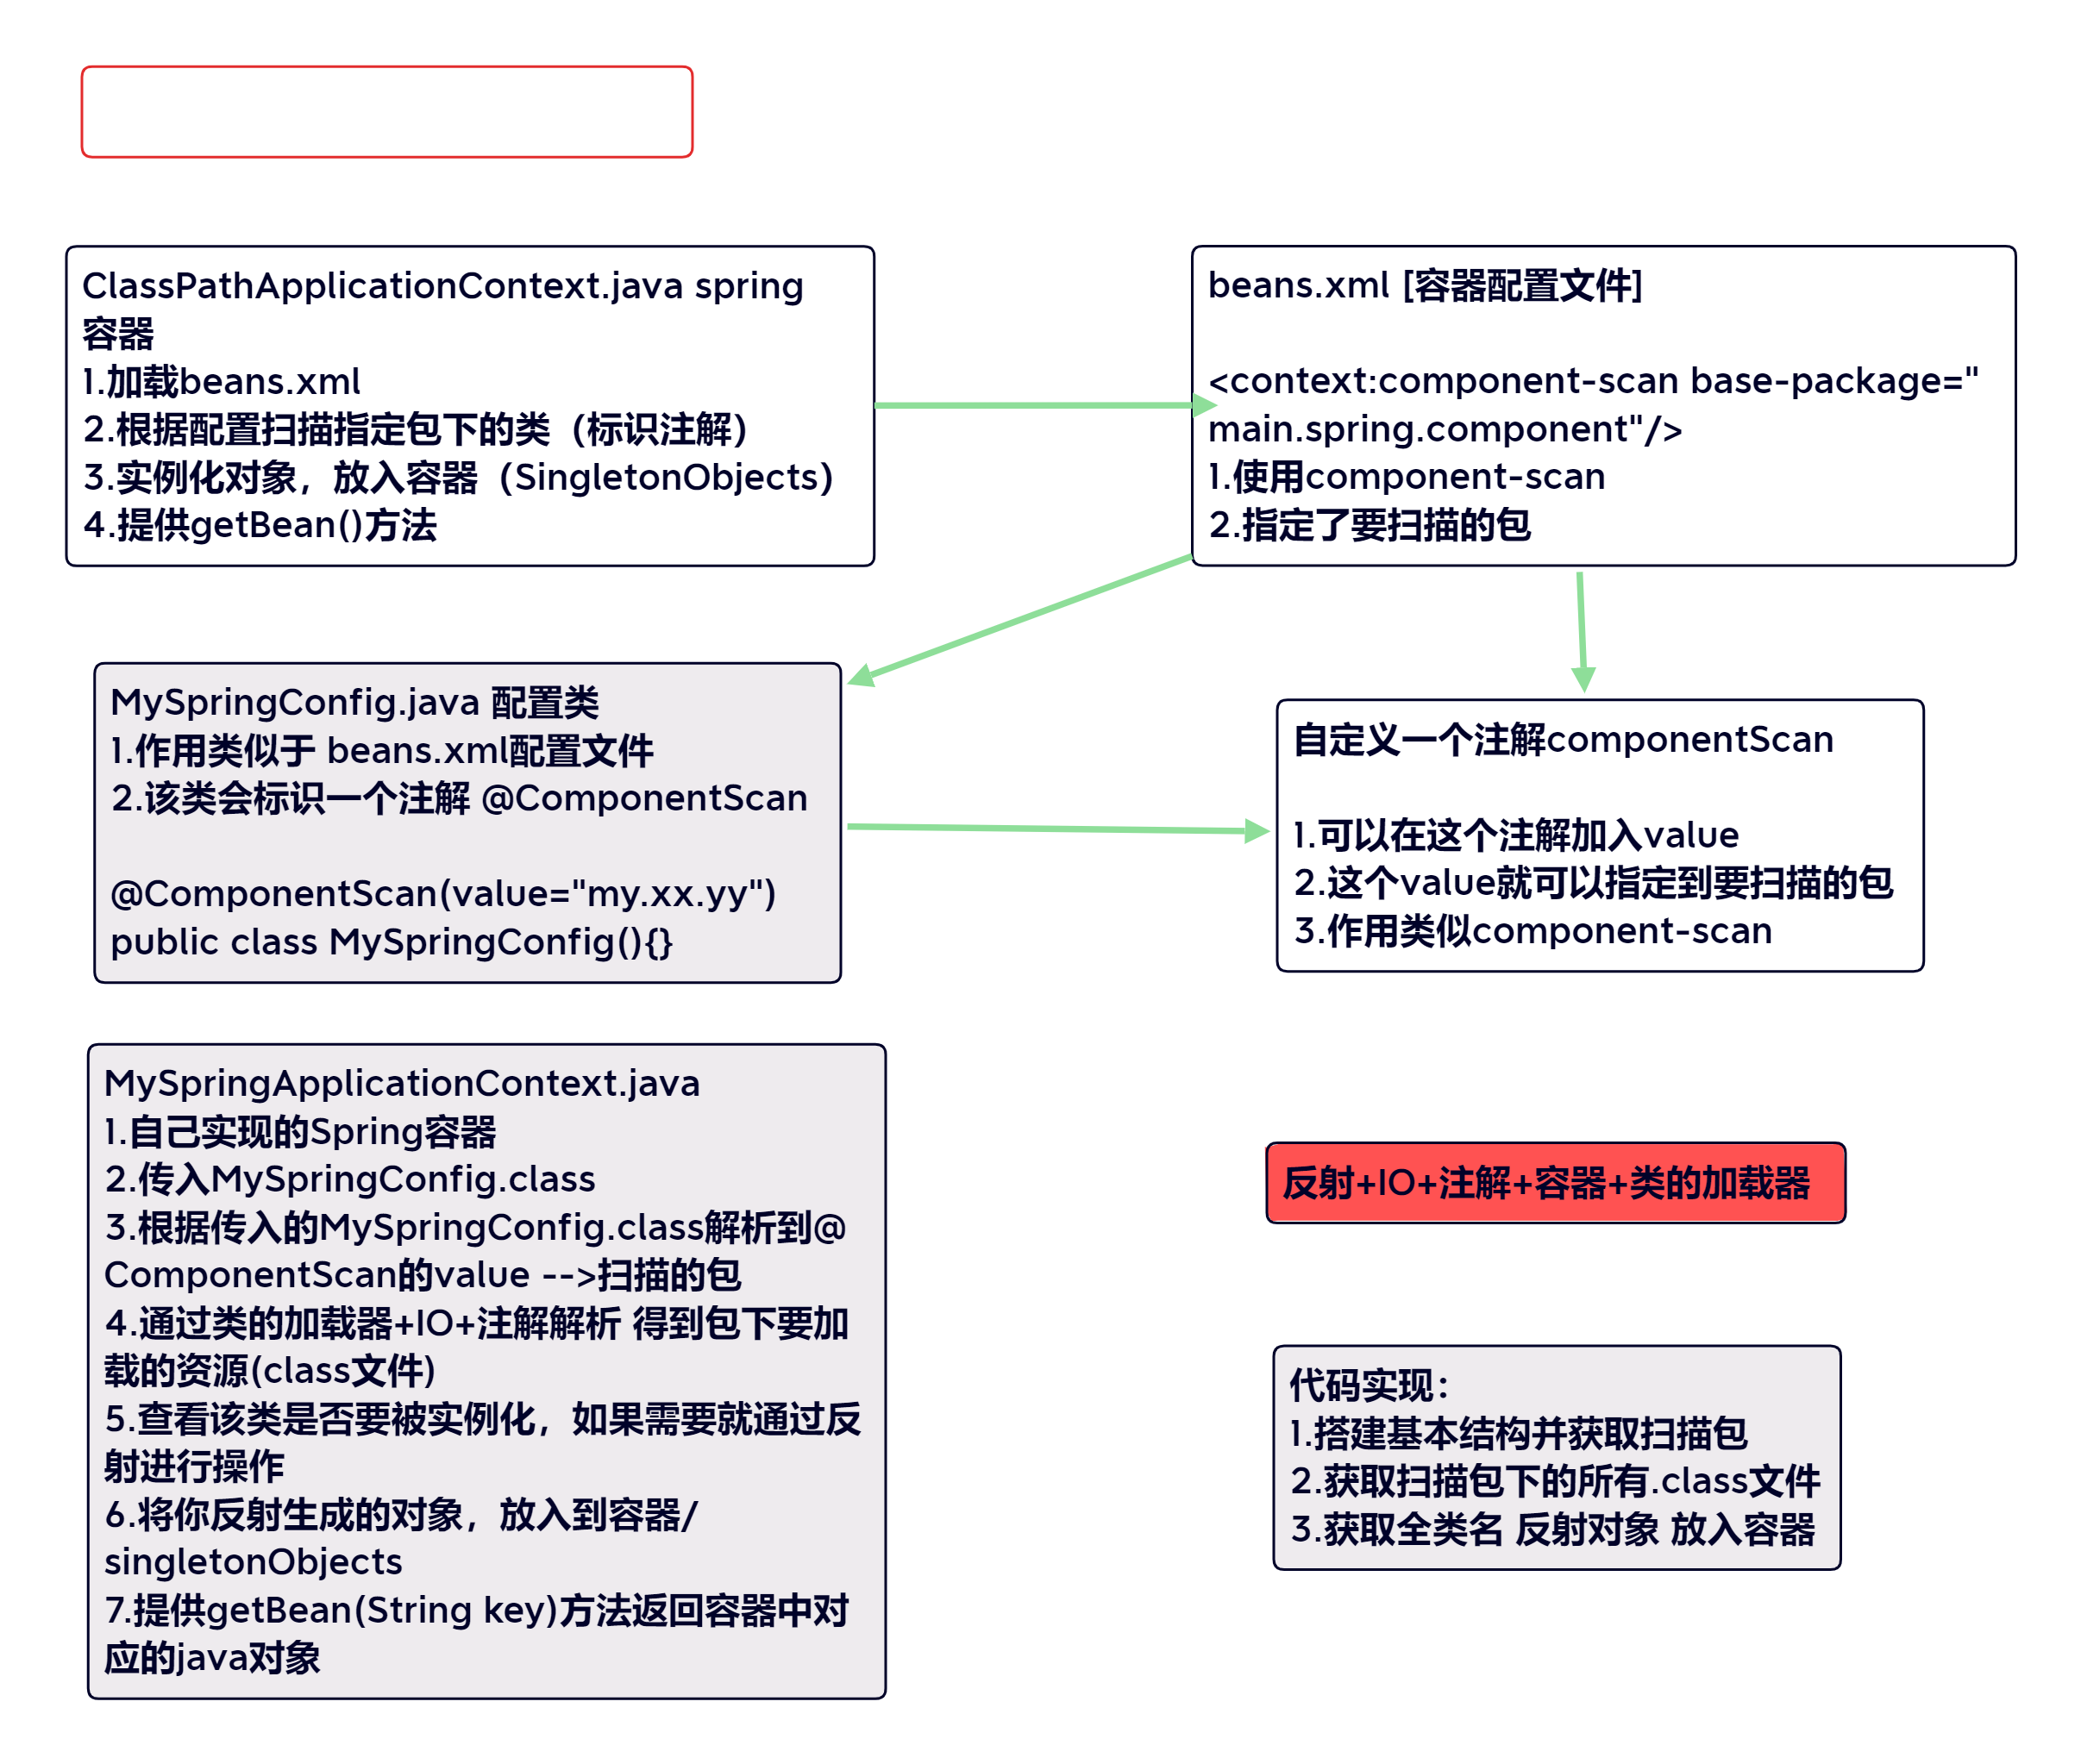 ClassPathApplicationContext.java spring
容器
1.加载beans.xml
2.根据配置扫描指定包下的类（标识注解）
3.实例化对象，放入容器（SingletonObjects）
4.提供getBean()方法
beans.xml [容器配置文件]
<context:component-scan base-package="
main.spring.component"/>
1.使用component-scan
2.指定了要扫描的包
MySpringConfig.java 配置类
1.作用类似于 beans.xml配置文件
2.该类会标识一个注解 @ComponentScan
@ComponentScan(value="my.xx.yy")
public class MySpringConfig(){}
自定义一个注解componentScan
1.可以在这个注解加入value
2.这个value就可以指定到要扫描的包
3.作用类似component-scan
MySpringApplicationContext.java
1.自己实现的Spring容器
2.传入MySpringConfig.class
3.根据传入的MySpringConfig.class解析到@
ComponentScan的value -->扫描的包
4.通过类的加载器+IO+注解解析 得到包下要加
载的资源(class文件)
5.查看该类是否要被实例化，如果需要就通过反
射进行操作
6.将你反射生成的对象，放入到容器/
singletonObjects
7.提供getBean(String key)方法返回容器中对
应的java对象
反射+IO+注解+容器+类的加载器
代码实现：
1.搭建基本结构并获取扫描包
2.获取扫描包下的所有.class文件
3.获取全类名 反射对象 放入容器